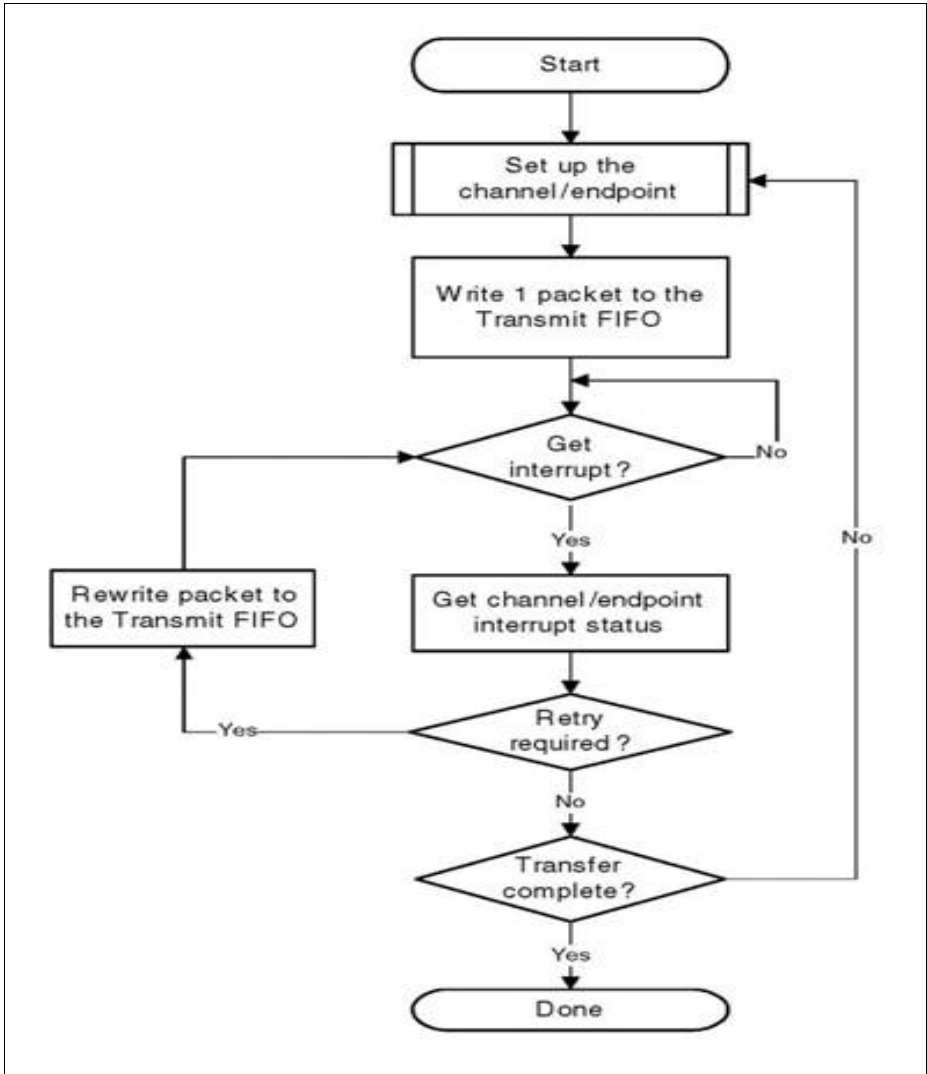 Start
Set up the
channel/endpoint
Write 1 packet to the
Transmit FIFO
Get
interrupt?
No
Yes
No
Rewrite packet to
the Transmit FIFO
Get channel/endpoint
interrupt status
Retry
required?
Yes
No
Transfer
complete?
Yes
Done